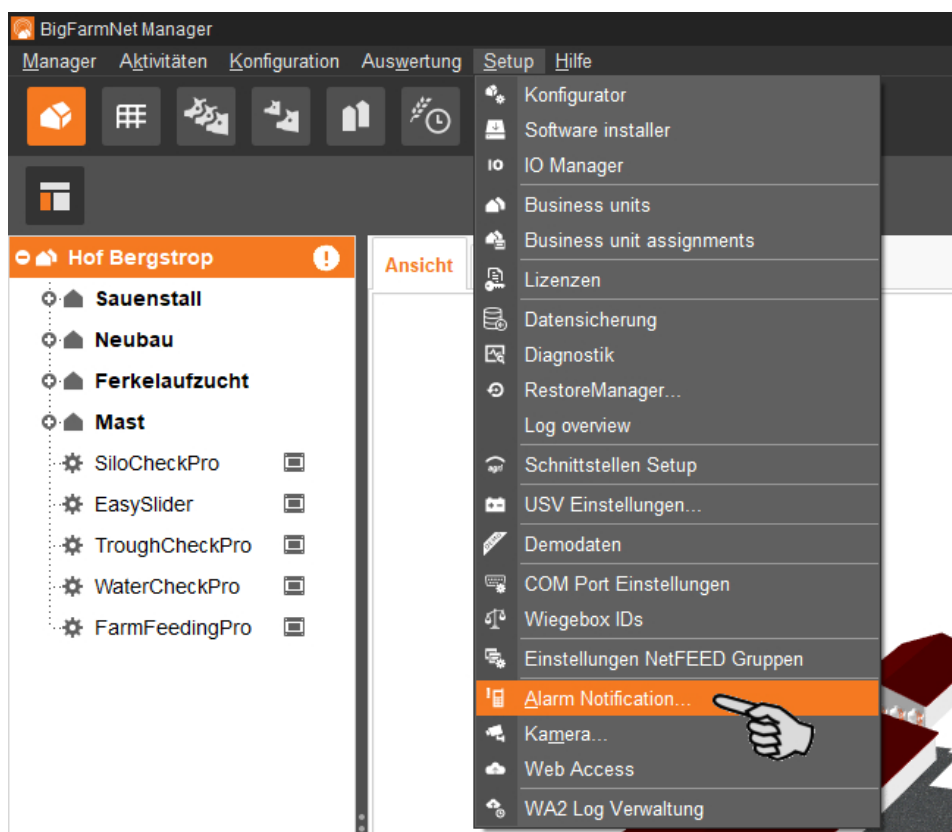 BigFarmNet Manager
Manager Aktivitäten Konfiguration Auswertung Setup Hilfe
Konfigurator
Software installer
IO IO Manager
Business units
Business unit assignments
Lizenzen
Datensicherung
Diagnostik
RestoreManager...
Log overview
agri Schnittstellen Setup
USV Einstellungen...
DEMO Demodaten
COM Port Einstellungen
Wiegebox IDs
Einstellungen NetFEED Gruppen
Alarm Notification...
Kamera...
Web Access
WA2 Log Verwaltung
Hof Bergstrop
Sauenstall
Neubau
Ferkelaufzucht
Mast
SiloCheckPro
EasySlider
TroughCheckPro
WaterCheckPro
FarmFeedingPro
Ansicht